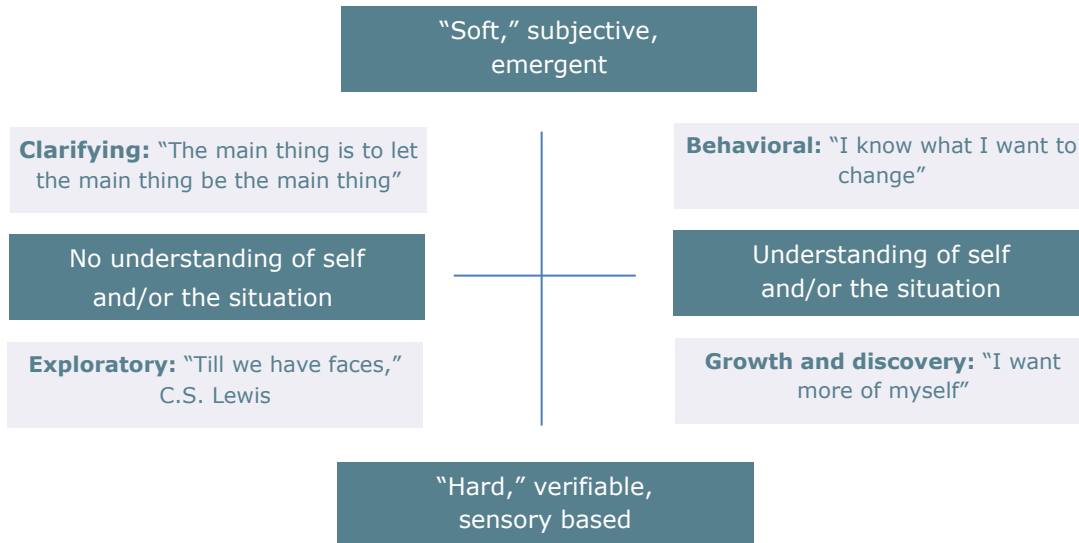 “Soft,” subjective,
emergent
Clarifying: “The main thing is to let
the main thing be the main thing”
Behavioral: “I know what I want to
change”
No understanding of self
and/or the situation
Understanding of self
and/or the situation
Exploratory: “Till we have faces,”
C.S. Lewis
Growth and discovery: “I want
more of myself”
“Hard,” verifiable,
sensory based